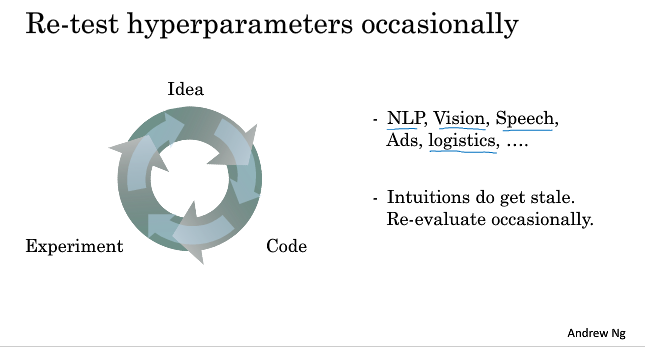 Re-test hyperparameters occasionally
Idea
Experiment
Code
- NLP, Vision, Speech,
Ads, logistics, ....
- Intuitions do get stale.
Re-evaluate occasionally.
Andrew Ng